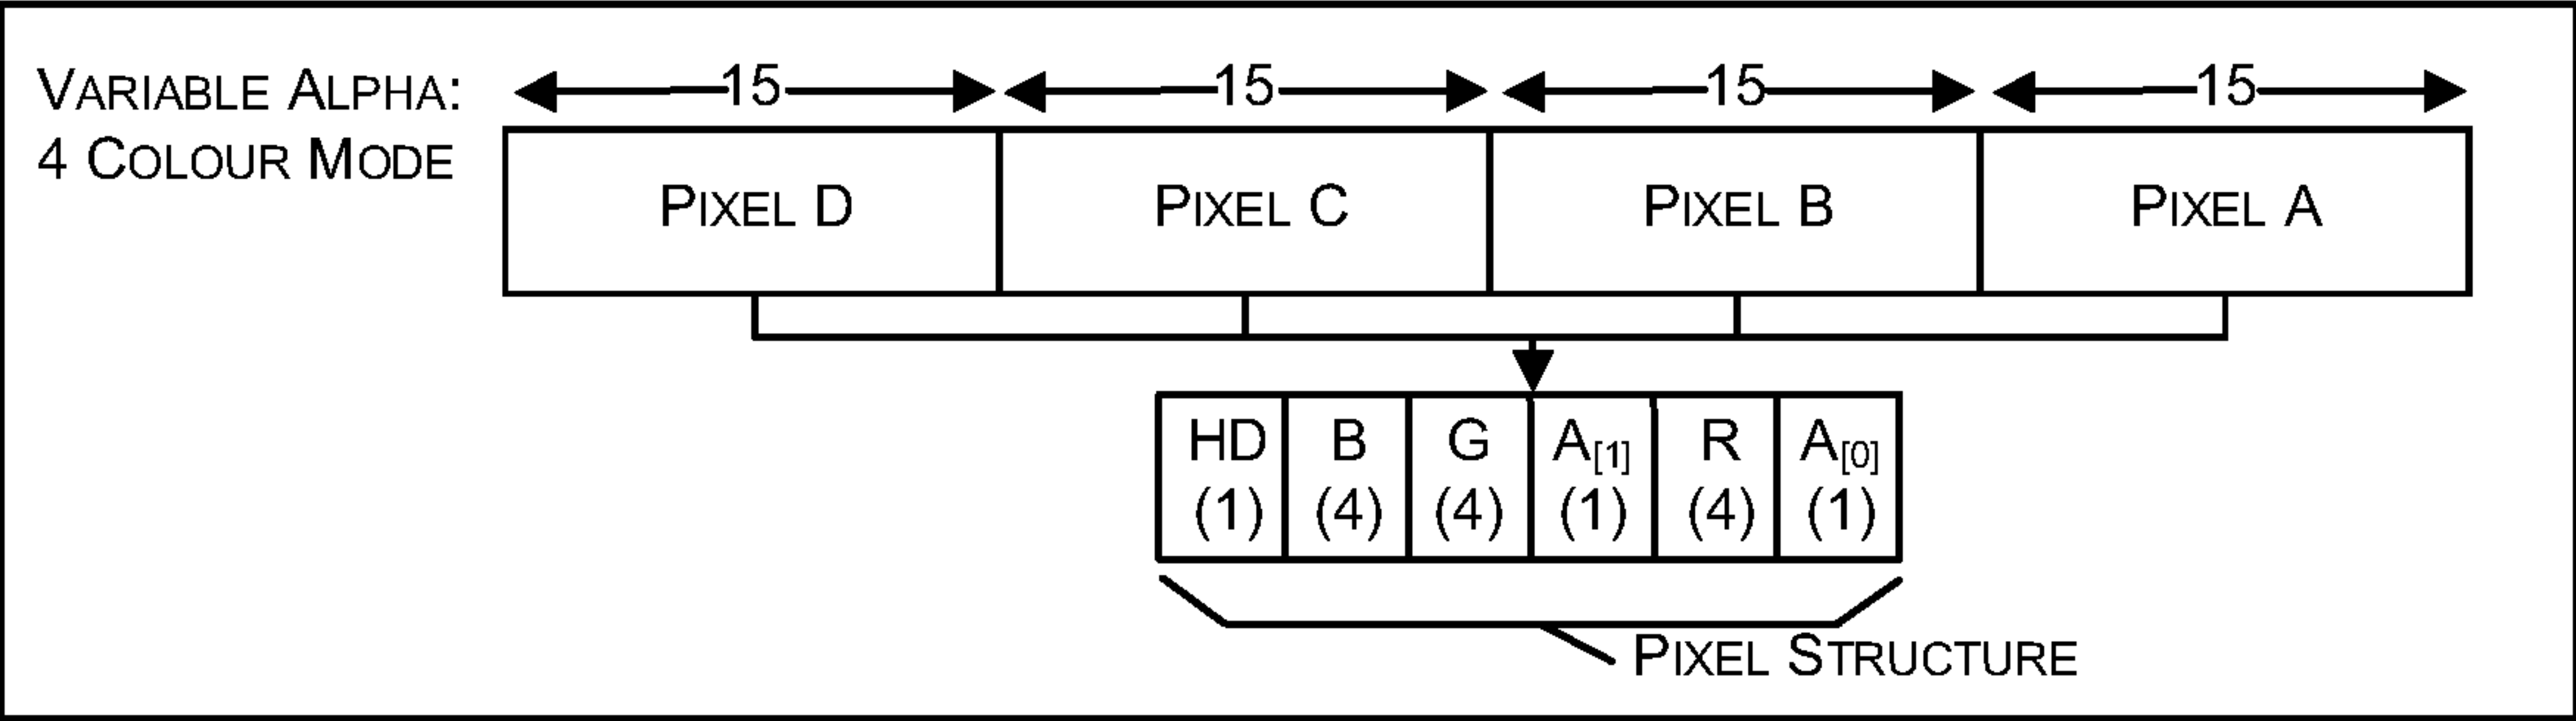 VARIABLE ALPHA:
4 COLOUR MODE
15 15 15 15
PIXEL D PIXEL C PIXEL B PIXEL A
HD B G A[1] R A[0]
(1) (4) (4) (1) (4) (1)
PIXEL STRUCTURE